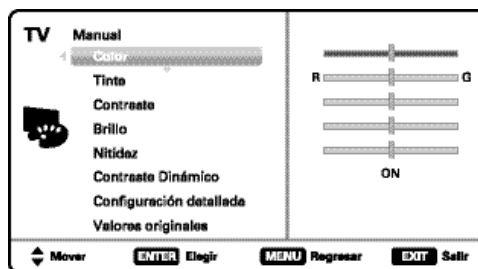 TV Manual
Color
Tinte
R G
Contraste
Brillo
Nitidez
Contraste Dinámico ON
Configuración detallada
Valores originales
Mover ENTER Elegir MENU Regresar EXIT Salir